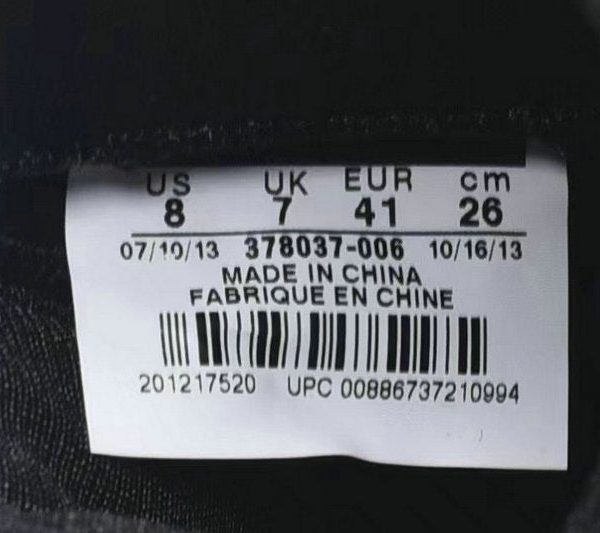 US UK EUR cm
8 7 41 26
07/19/13 378037-006 10/16/13
MADE IN CHINA
FABRIQUE EN CHINE
201217520 UPC 00886737210994